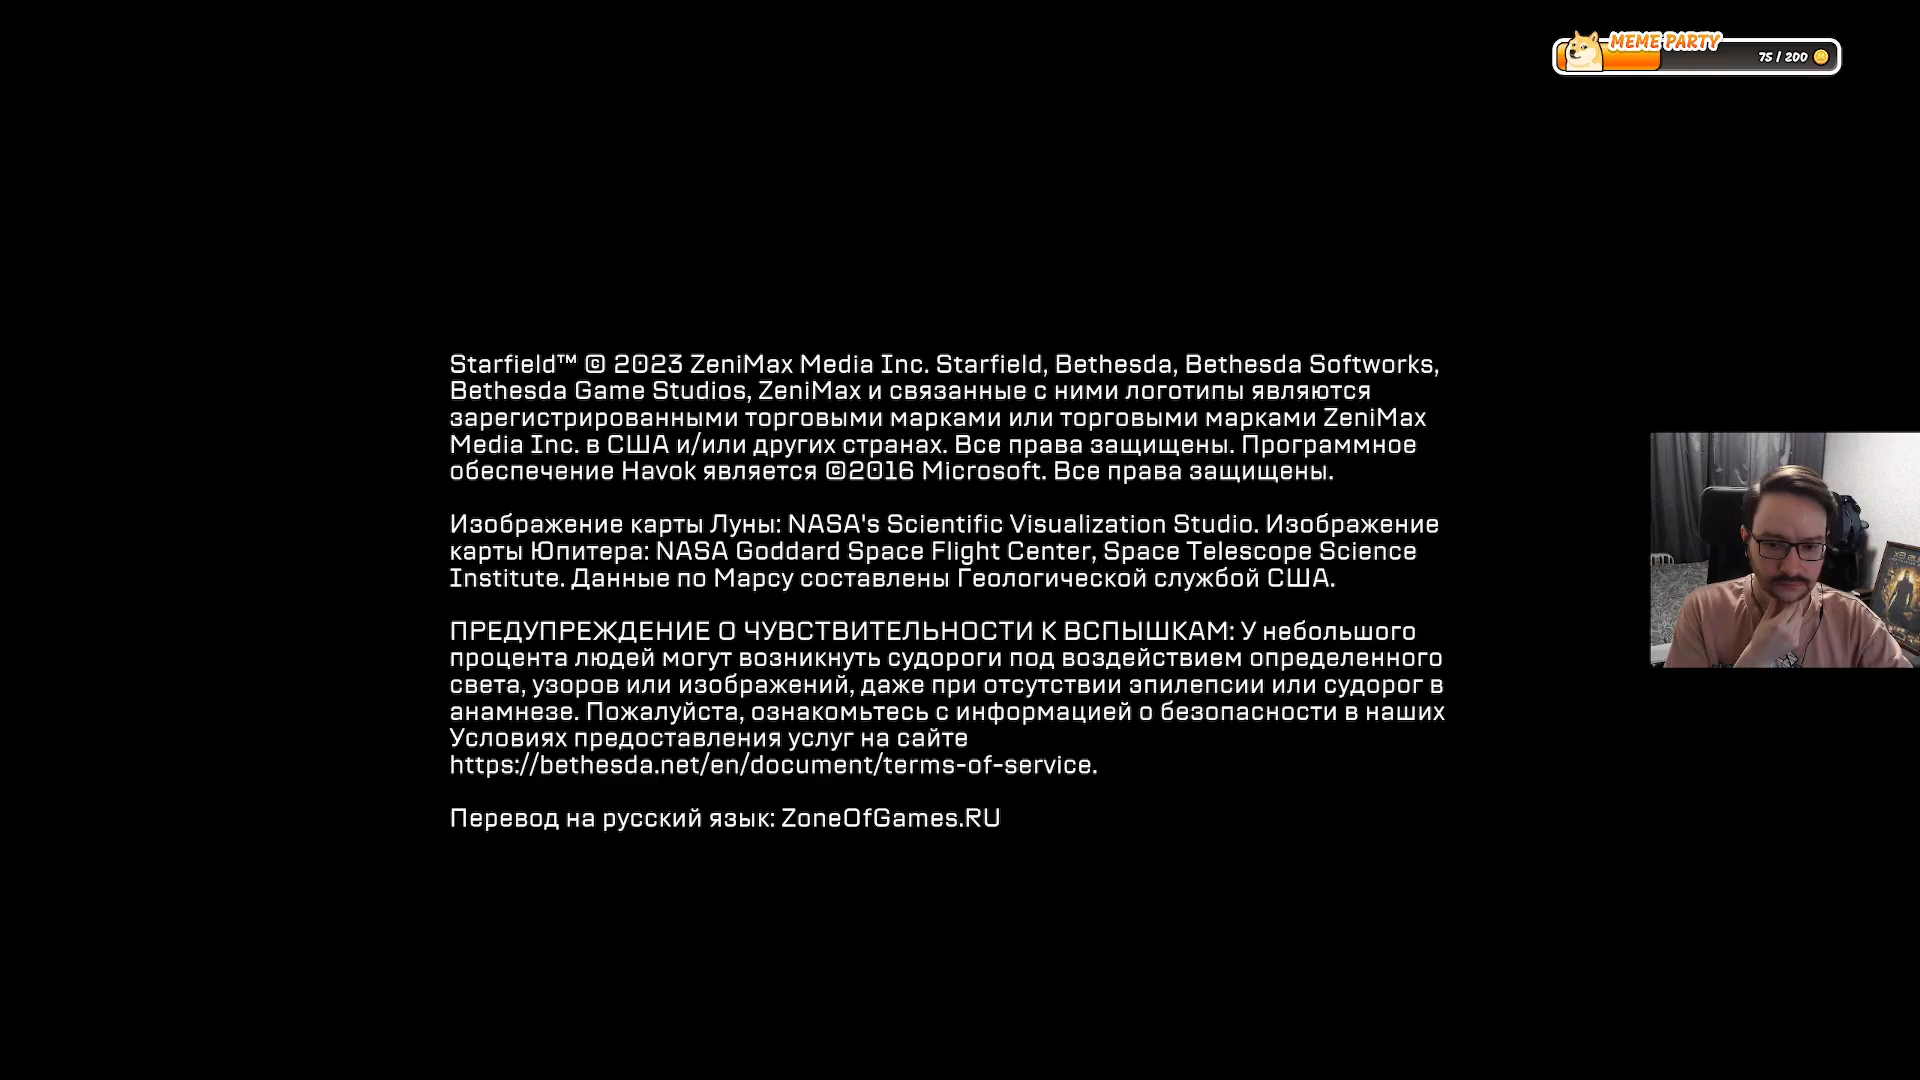 MEME PARTY
75 / 200
Starfield™ © 2023 ZeniMax Media Inc. Starfield, Bethesda, Bethesda Softworks,
Bethesda Game Studios, ZeniMax и связанные с ними логотипы являются
зарегистрированными торговыми марками или торговыми марками ZeniMax
Media Inc. в США и/или других странах. Все права защищены. Программное
обеспечение Havok является ©2016 Microsoft. Все права защищены.
Изображение карты Луны: NASA's Scientific Visualization Studio. Изображение
карты Юпитера: NASA Goddard Space Flight Center, Space Telescope Science
Institute. Данные по Марсу составлены Геологической службой США.
ПРЕДУПРЕЖДЕНИЕ О ЧУВСТВИТЕЛЬНОСТИ К ВСПЫШКАМ: У небольшого
процента людей могут возникнуть судороги под воздействием определенного
света, узоров или изображений, даже при отсутствии эпилепсии или судорог в
анамнезе. Пожалуйста, ознакомьтесь с информацией о безопасности в наших
Условиях предоставления услуг на сайте
https://bethesda.net/en/document/terms-of-service.
Перевод на русский язык: ZoneOfGames.RU